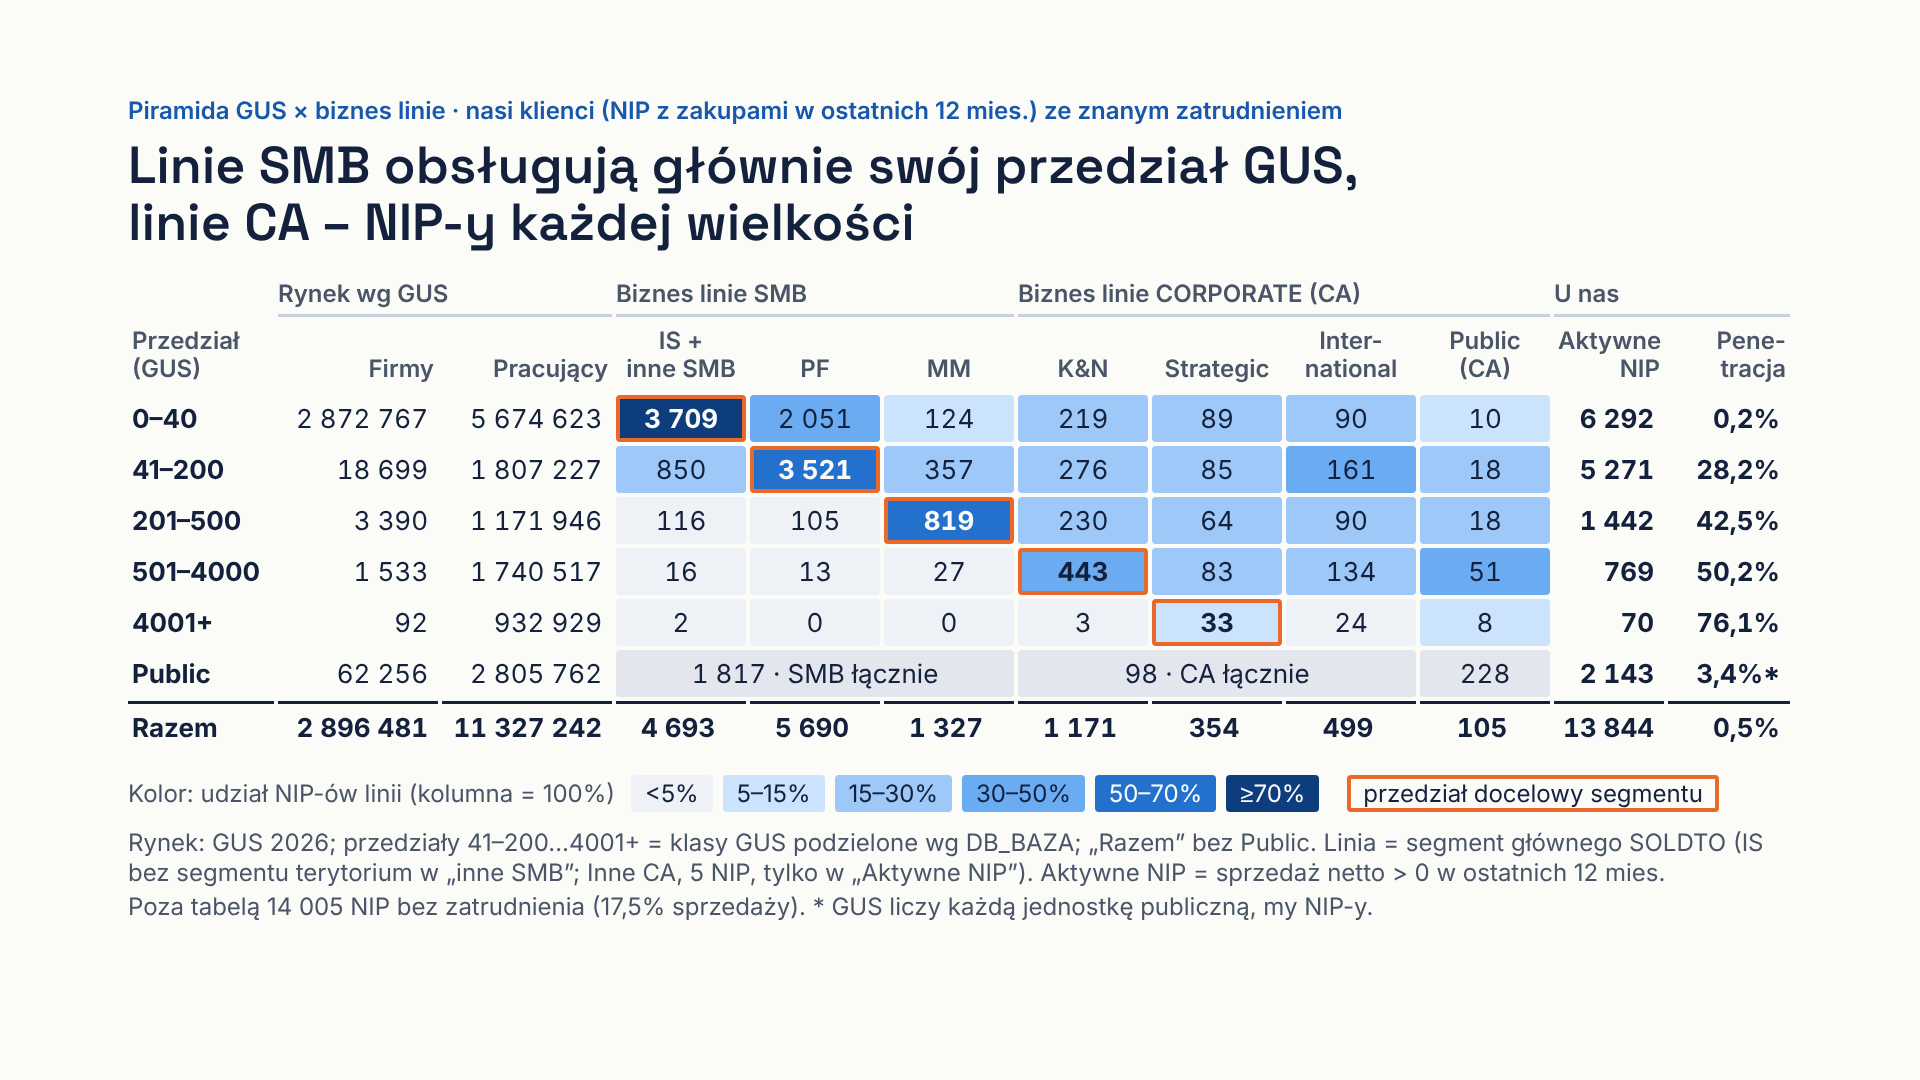 Piramida GUS × biznes linie · nasi klienci (NIP z zakupami w ostatnich 12 mies.) ze znanym zatrudnieniem
Linie SMB obsługują głównie swój przedział GUS,
linie CA – NIP-y każdej wielkości
Rynek wg GUS Biznes linie SMB Biznes linie CORPORATE (CA) U nas
Przedział (GUS) Firmy Pracujący IS + inne SMB PF MM K&N Strategic Inter-national Public (CA) Aktywne NIP Pene-tracja
0–40 2 872 767 5 674 623 3 709 2 051 124 219 89 90 10 6 292 0,2%
41–200 18 699 1 807 227 850 3 521 357 276 85 161 18 5 271 28,2%
201–500 3 390 1 171 946 116 105 819 230 64 90 18 1 442 42,5%
501–4000 1 533 1 740 517 16 13 27 443 83 134 51 769 50,2%
4001+ 92 932 929 2 0 0 3 33 24 8 70 76,1%
Public 62 256 2 805 762 1 817 · SMB łącznie 98 · CA łącznie 228 2 143 3,4%*
Razem 2 896 481 11 327 242 4 693 5 690 1 327 1 171 354 499 105 13 844 0,5%
Kolor: udział NIP-ów linii (kolumna = 100%) <5% 5–15% 15–30% 30–50% 50–70% ≥70% przedział docelowy segmentu
Rynek: GUS 2026; przedziały 41–200…4001+ = klasy GUS podzielone wg DB_BAZA; „Razem” bez Public. Linia = segment głównego SOLDTO (IS
bez segmentu terytorium w „inne SMB”; Inne CA, 5 NIP, tylko w „Aktywne NIP”). Aktywne NIP = sprzedaż netto > 0 w ostatnich 12 mies.
Poza tabelą 14 005 NIP bez zatrudnienia (17,5% sprzedaży). * GUS liczy każdą jednostkę publiczną, my NIP-y.